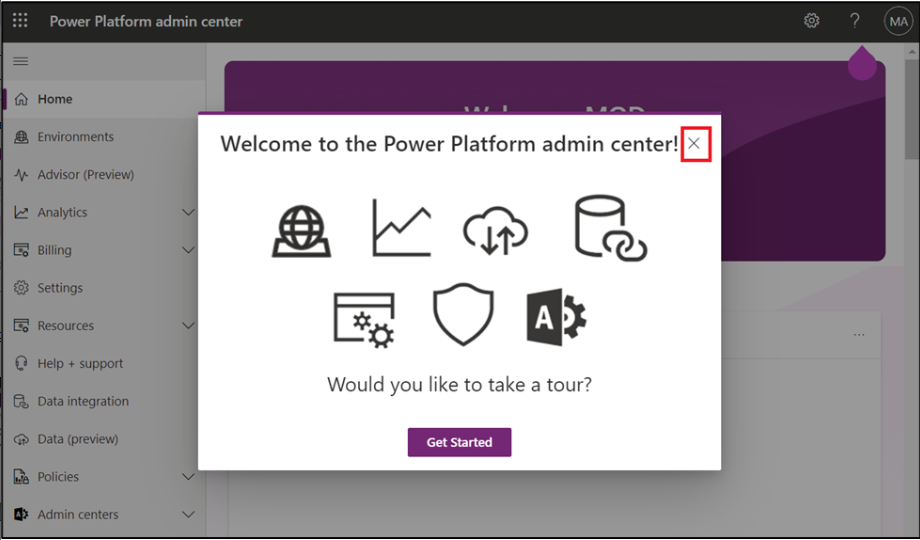 Power Platform admin center
?
MA
Home
Environments
Advisor (Preview)
Analytics
Billing
Settings
Resources
Help + support
Data integration
Data (preview)
Policies
Admin centers
Welcome to the Power Platform admin center!
A
Would you like to take a tour?
Get Started